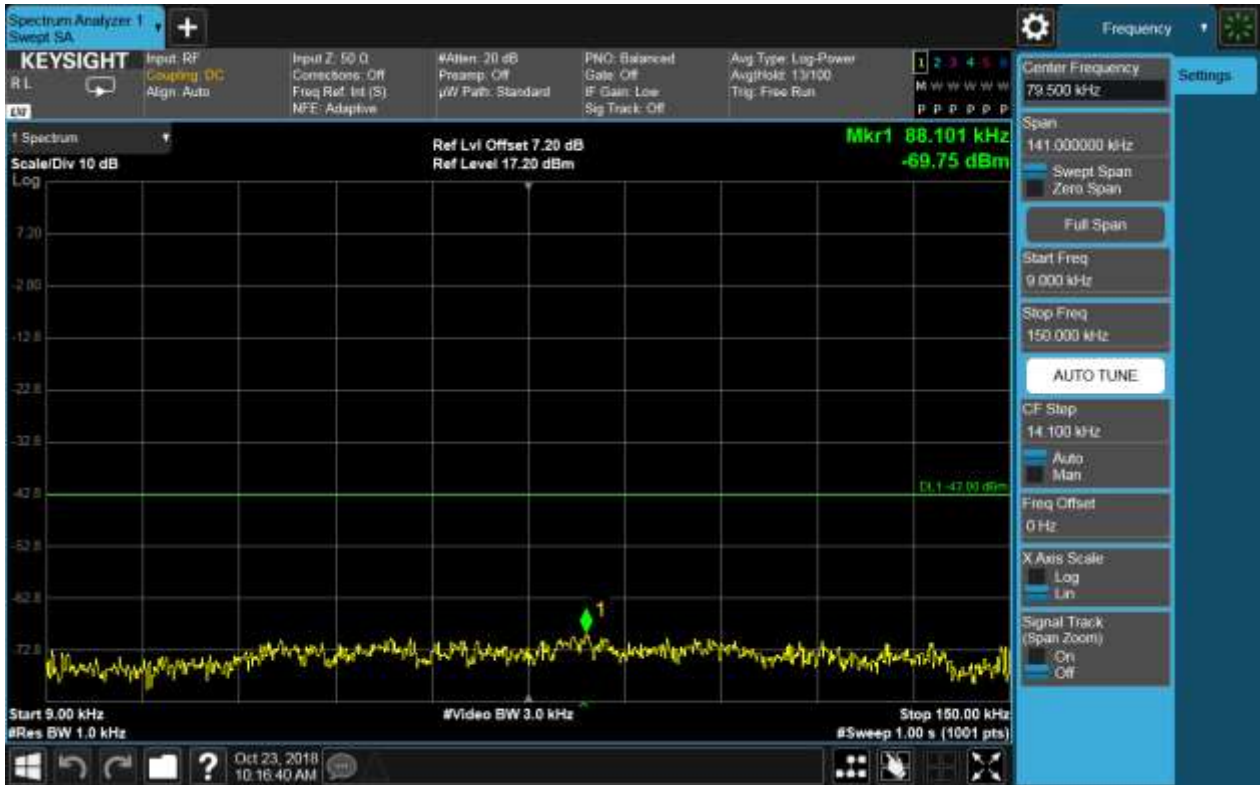 Spectrum Analyzer 1
Swept SA
+
Frequency
KEYSIGHT
R L
Input: RF
Coupling: DC
Align: Auto
Input Z: 50 Ω
Corrections: Off
Freq Ref: Int (S)
NFE: Adaptive
#Atten: 20 dB
Preamp: Off
µW Path: Standard
PNO: Balanced
Gate: Off
IF Gain: Low
Sig Track: Off
Avg Type: Log-Power
Avg|Hold: 13/100
Trig: Free Run
1 2 3 4 5 6
M W W W W W
P P P P P P
1 Spectrum
Scale/Div 10 dB
Log
Ref Lvl Offset 7.20 dB
Ref Level 17.20 dBm
Mkr1 88.101 kHz
-69.75 dBm
7.20
-2.80
-12.8
-22.8
-32.8
-42.8
-52.8
-62.8
-72.8
DL1 -43.00 dBm
1
Start 9.00 kHz
#Res BW 1.0 kHz
#Video BW 3.0 kHz
Stop 150.00 kHz
#Sweep 1.00 s (1001 pts)
?
Oct 23, 2018
10:16:40 AM
Center Frequency
79.500 kHz
Settings
Span
141.000000 kHz
Swept Span
Zero Span
Full Span
Start Freq
9.000 kHz
Stop Freq
150.000 kHz
AUTO TUNE
CF Step
14.100 kHz
Auto
Man
Freq Offset
0 Hz
X Axis Scale
Log
Lin
Signal Track
(Span Zoom)
On
Off